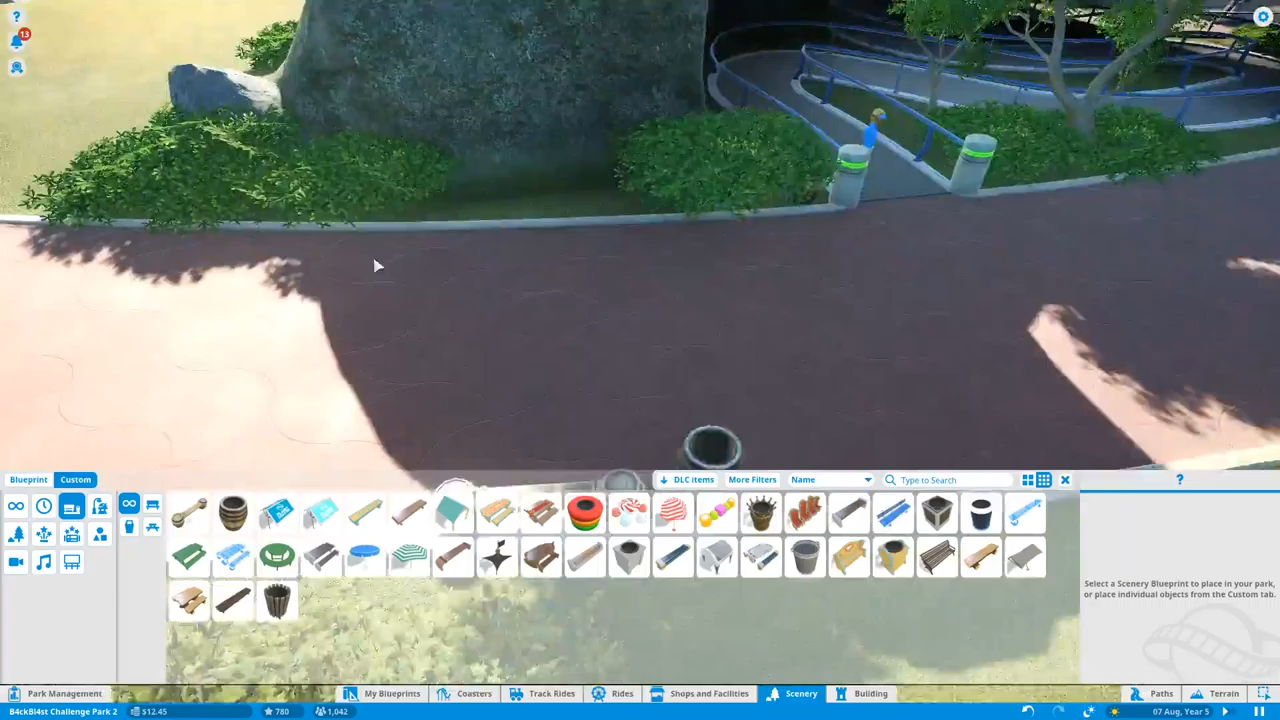 ?
13
Blueprint Custom
DLC items More Filters Name Type to Search
?
Select a Scenery Blueprint to place in your park,
or place individual objects from the Custom tab.
Park Management My Blueprints Coasters Track Rides Rides Shops and Facilities Scenery Building Paths Terrain
B4ckBl4st Challenge Park 2 $12.45 780 1,042 07 Aug, Year 5